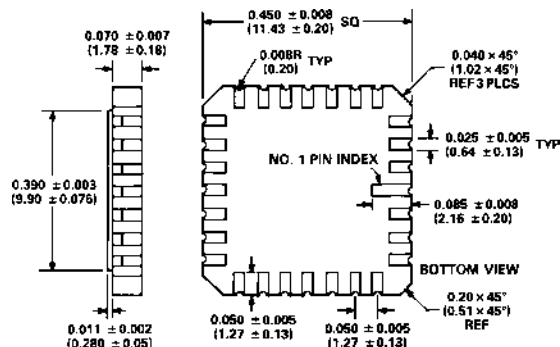 0.450 ± 0.008
(11.43 ± 0.20) SQ
0.070 ± 0.007
(1.78 ± 0.18)
0.008R
(0.20) TYP
0.040 × 45°
(1.02 × 45°)
REF 3 PLCS
0.025 ± 0.005
(0.64 ± 0.13) TYP
NO. 1 PIN INDEX
0.390 ± 0.003
(9.90 ± 0.076)
0.085 ± 0.008
(2.16 ± 0.20)
BOTTOM VIEW
0.20 × 45°
(0.51 × 45°)
REF
0.011 ± 0.002
(0.280 ± 0.05)
0.050 ± 0.005
(1.27 ± 0.13)
0.050 ± 0.005
(1.27 ± 0.13)